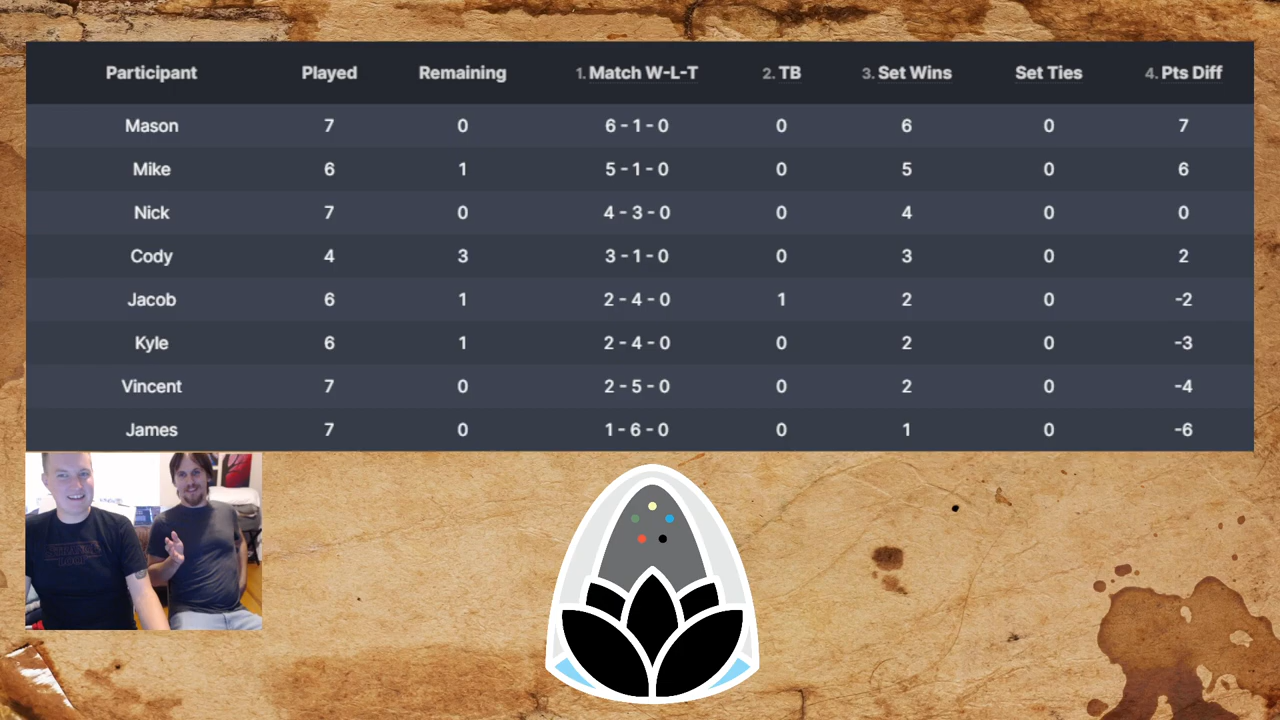 Participant Played Remaining 1. Match W-L-T 2. TB 3. Set Wins Set Ties 4. Pts Diff
Mason 7 0 6 - 1 - 0 0 6 0 7
Mike 6 1 5 - 1 - 0 0 5 0 6
Nick 7 0 4 - 3 - 0 0 4 0 0
Cody 4 3 3 - 1 - 0 0 3 0 2
Jacob 6 1 2 - 4 - 0 1 2 0 -2
Kyle 6 1 2 - 4 - 0 0 2 0 -3
Vincent 7 0 2 - 5 - 0 0 2 0 -4
James 7 0 1 - 6 - 0 0 1 0 -6